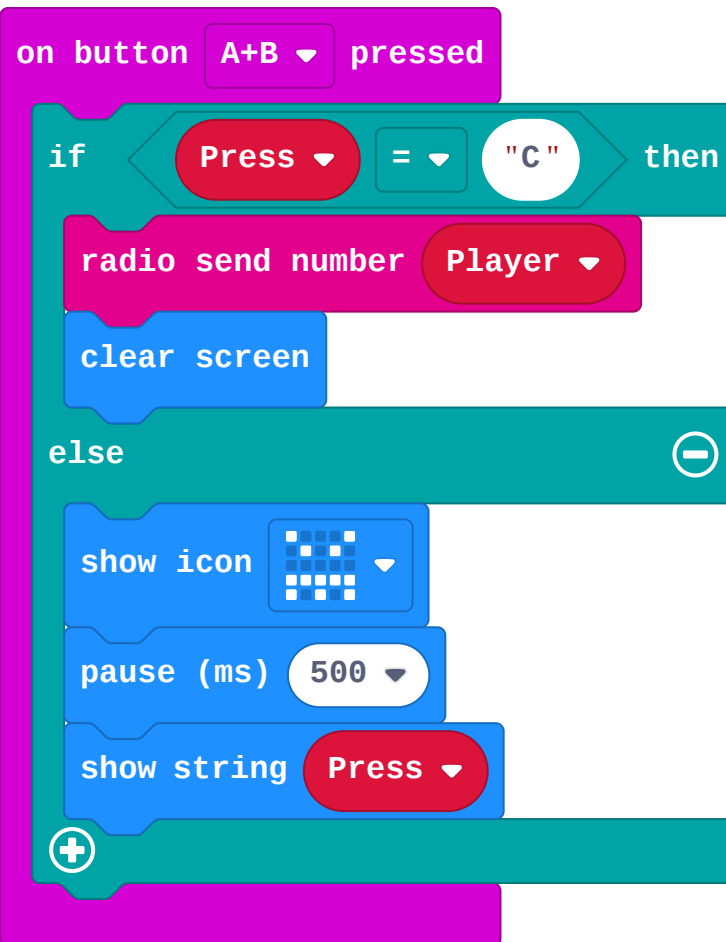 on button A+B pressed
if Press = "C" then
radio send number Player
clear screen
else
show icon
pause (ms) 500
show string Press